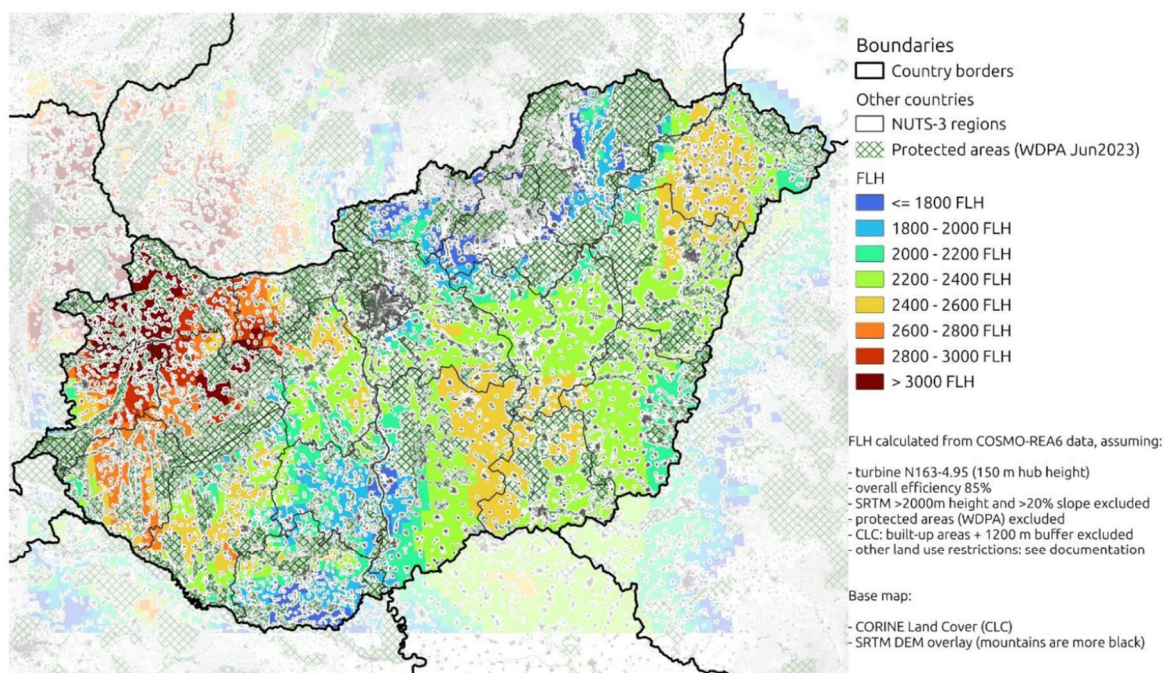 Boundaries
Country borders
Other countries
NUTS-3 regions
Protected areas (WDPA Jun2023)
FLH
<= 1800 FLH
1800 - 2000 FLH
2000 - 2200 FLH
2200 - 2400 FLH
2400 - 2600 FLH
2600 - 2800 FLH
2800 - 3000 FLH
> 3000 FLH
FLH calculated from COSMO-REA6 data, assuming:
- turbine N163-4.95 (150 m hub height)
- overall efficiency 85%
- SRTM >2000m height and >20% slope excluded
- protected areas (WDPA) excluded
- CLC: built-up areas + 1200 m buffer excluded
- other land use restrictions: see documentation
Base map:
- CORINE Land Cover (CLC)
- SRTM DEM overlay (mountains are more black)